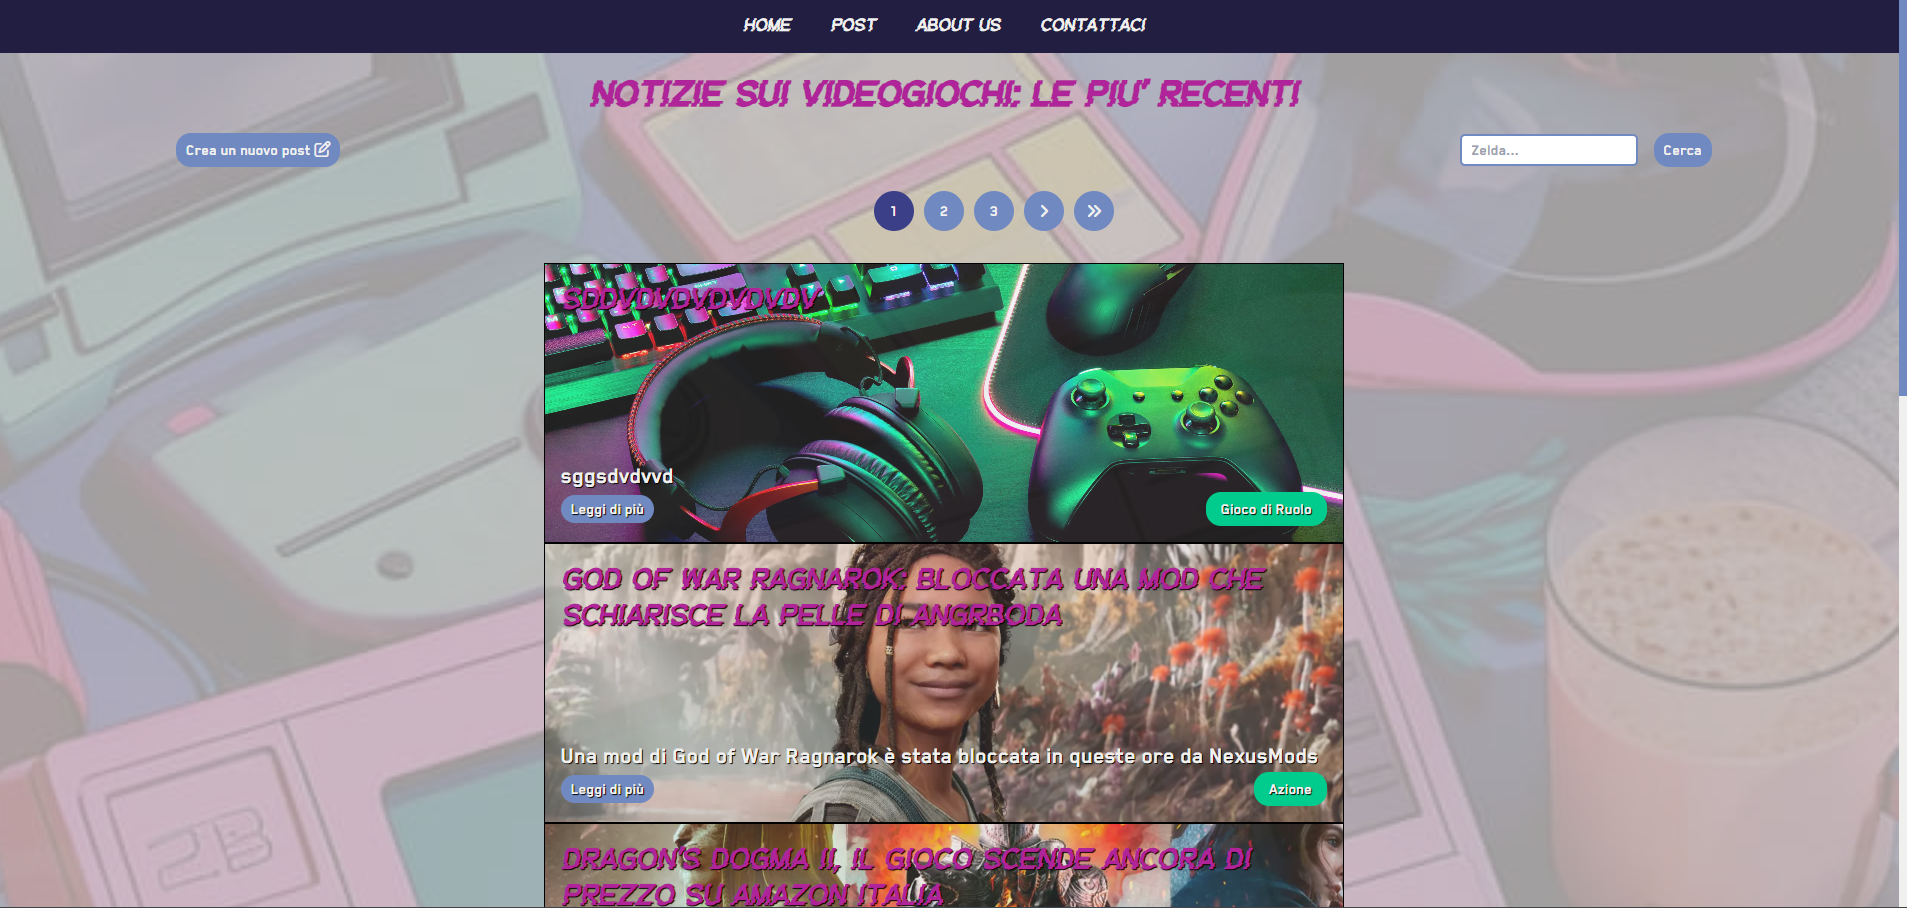 HOME POST ABOUT US CONTATTACI
NOTIZIE SUI VIDEOGIOCHI: LE PIU' RECENTI
Crea un nuovo post
Zelda...
Cerca
1 2 3
SDDVDVDVDVDVDV
sggsdvdvvd
Leggi di più
Gioco di Ruolo
GOD OF WAR RAGNAROK: BLOCCATA UNA MOD CHE
SCHIARISCE LA PELLE DI ANGRBODA
Una mod di God of War Ragnarok è stata bloccata in queste ore da NexusMods
Leggi di più
Azione
DRAGON'S DOGMA II, IL GIOCO SCENDE ANCORA DI
PREZZO SU AMAZON ITALIA
2B